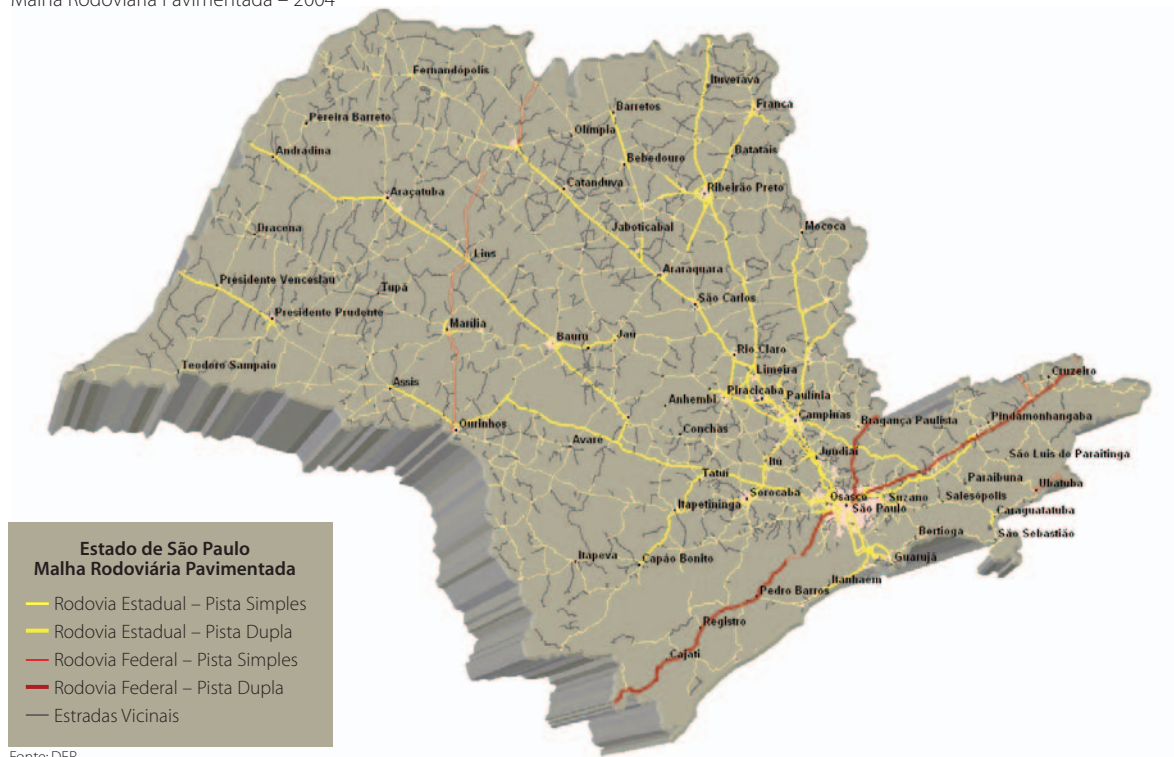 Malha Rodoviária Pavimentada – 2004
Fernandópolis
Ituverava
Barretos
Franca
Pereira Barreto
Olímpia
Andradina
Bebedouro
Batatais
Catanduva
Araçatuba
Ribeirão Preto
Dracena
Jaboticabal
Mococa
Lins
Araraquara
Presidente Venceslau
Tupá
São Carlos
Presidente Prudente
Marília
Bauru
Jaú
Rio Claro
Teodoro Sampaio
Limeira
Cruzeiro
Assis
Piracicaba
Paulínia
Anhembi
Campinas
Bragança Paulista
Pindamonhangaba
Ourinhos
Conchas
Avare
Jundiaí
São Luis do Paraitinga
Itú
Tatuí
Paraibuna
Ubatuba
Sorocaba
Osasco
Suzano
Salesópolis
Itapetininga
São Paulo
Caraguatatuba
Bertioga
São Sebastião
Itapeva
Capão Bonito
Guarujá
Itanhaem
Pedro Barros
Registro
Cajati
Estado de São Paulo
Malha Rodoviária Pavimentada
Rodovia Estadual – Pista Simples
Rodovia Estadual – Pista Dupla
Rodovia Federal – Pista Simples
Rodovia Federal – Pista Dupla
Estradas Vicinais
Fonte: DER